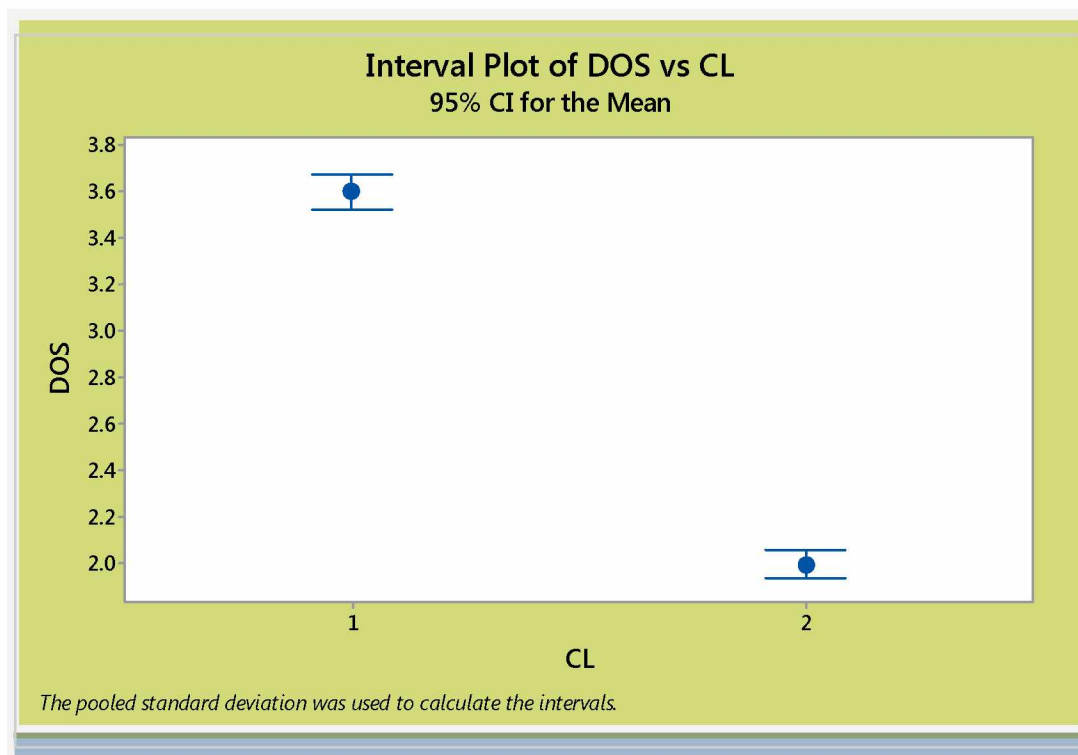 Interval Plot of DOS vs CL
95% CI for the Mean
3.8
3.6
3.4
3.2
3.0
2.8
2.6
2.4
2.2
2.0
DOS
1
2
CL
The pooled standard deviation was used to calculate the intervals.